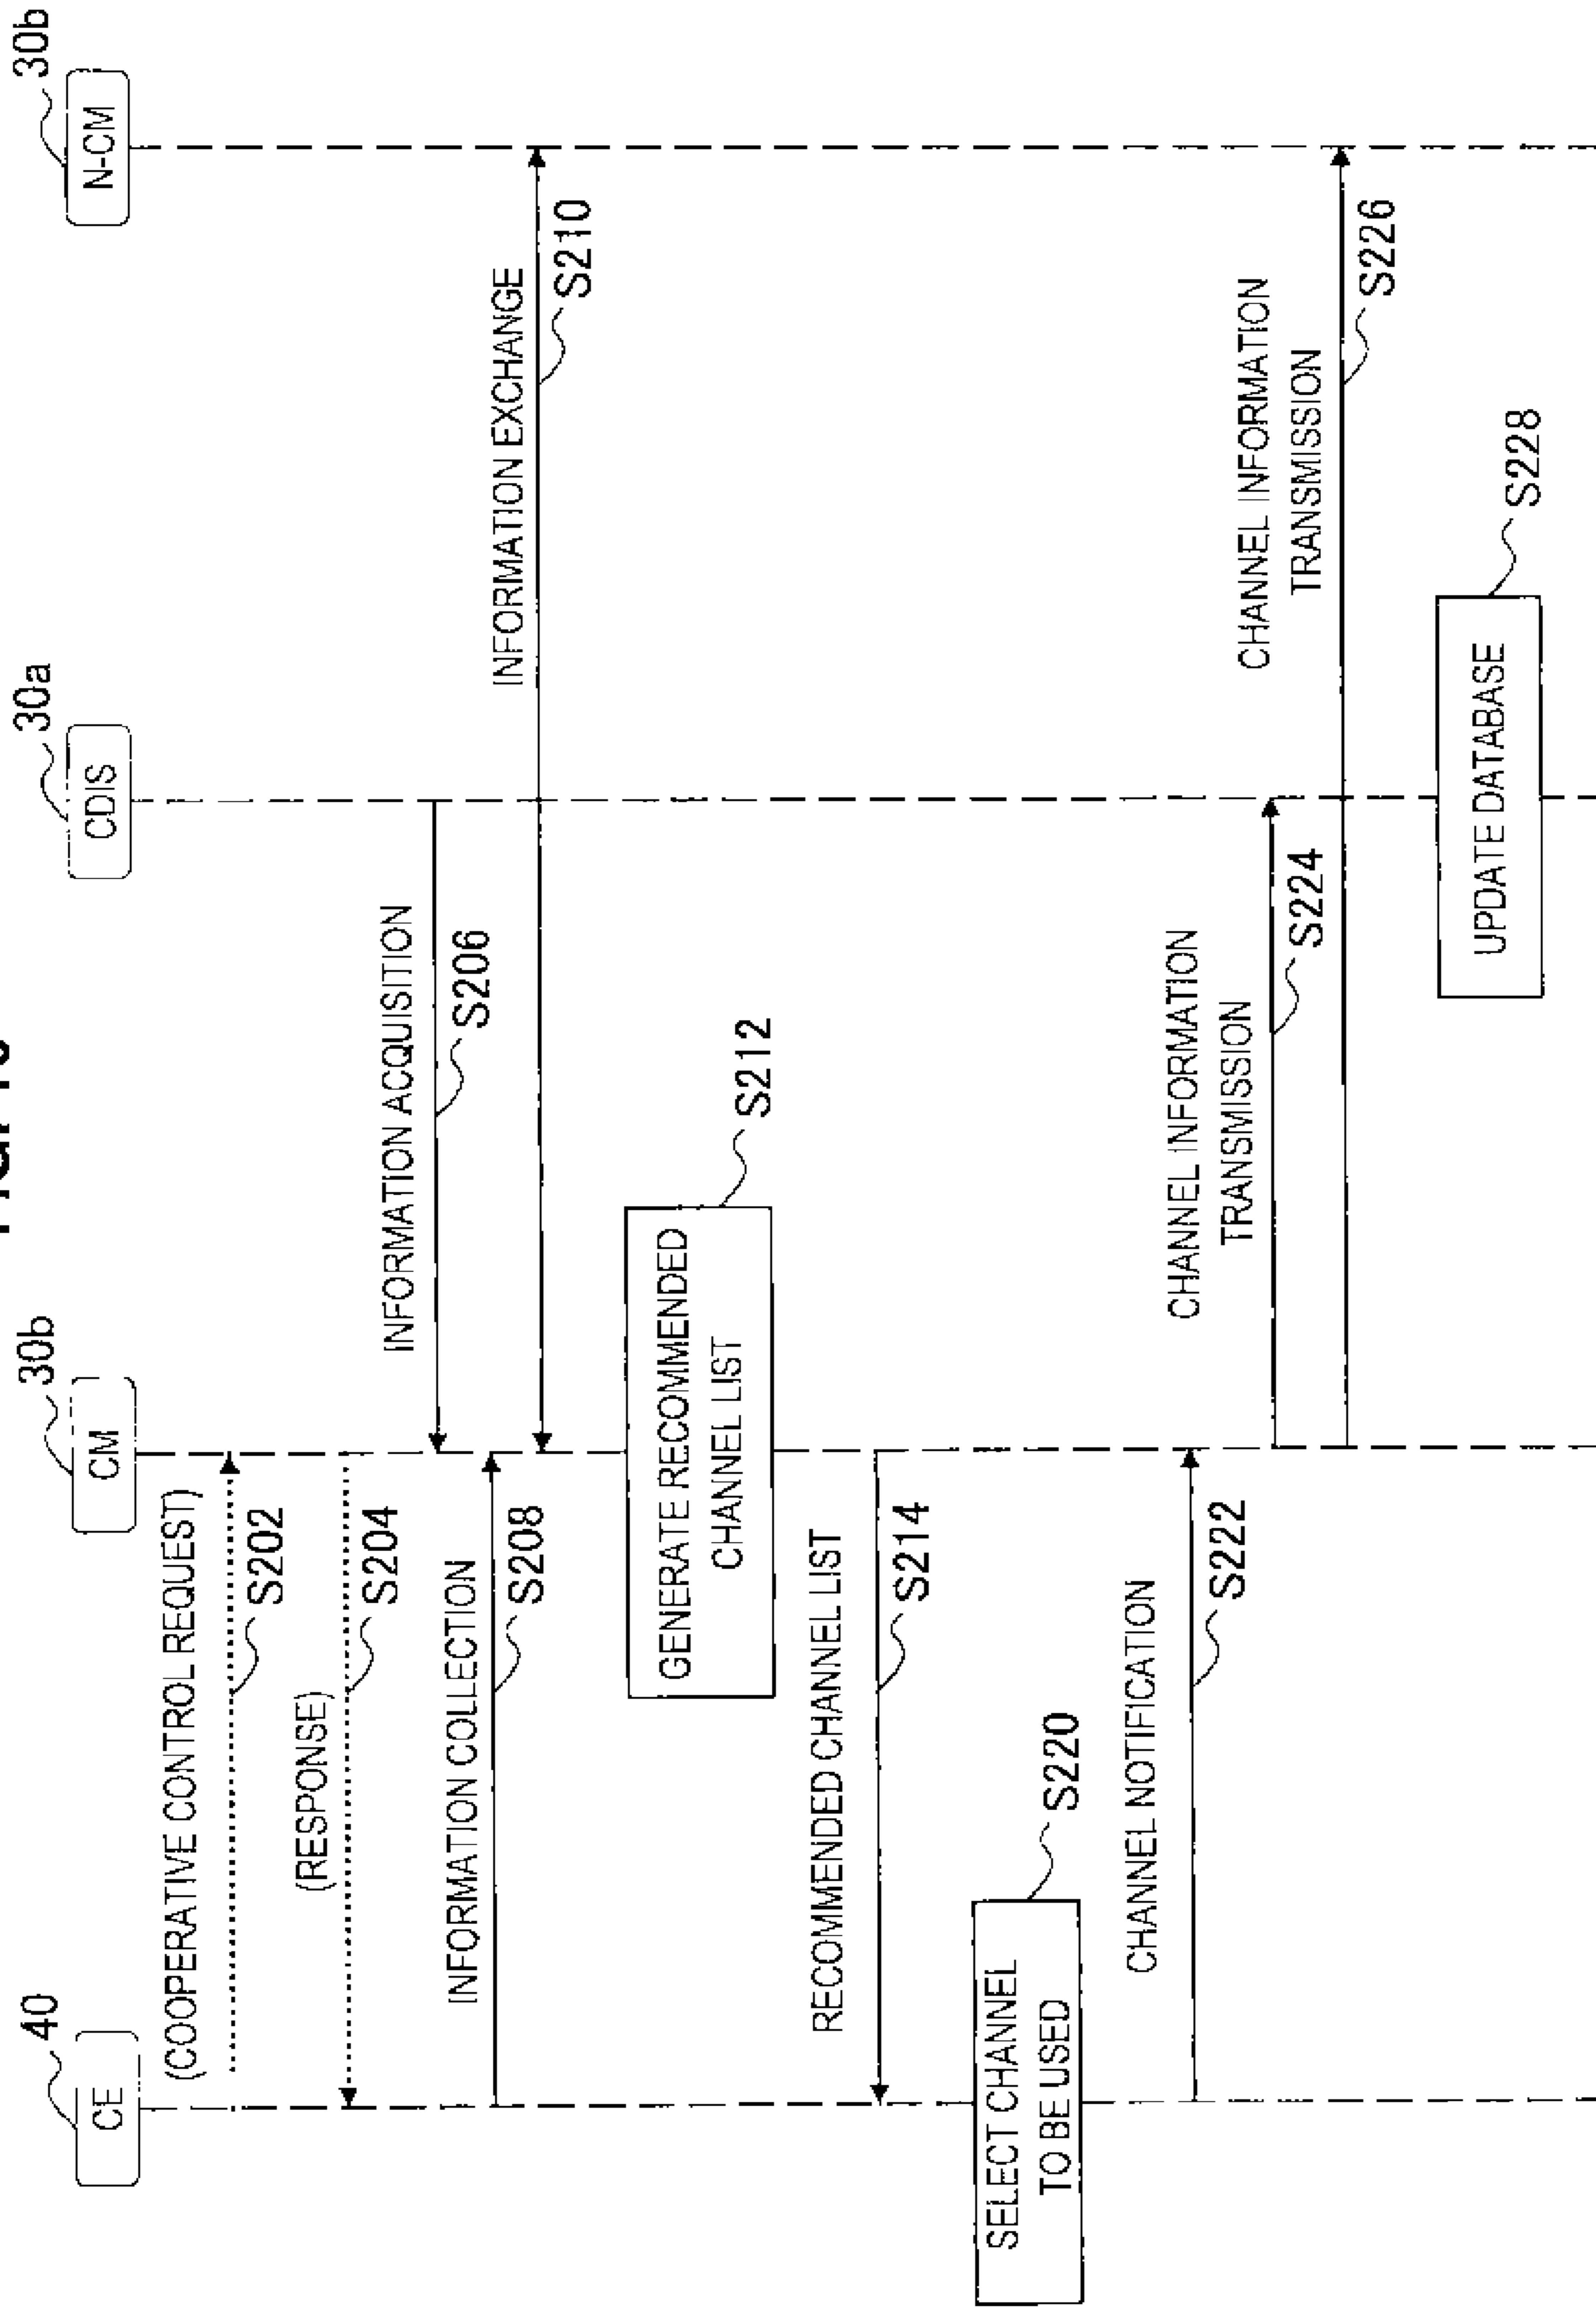 40
CE
30b
CM
30a
CDIS
30b
N-CM
(COOPERATIVE CONTROL REQUEST)
S202
(RESPONSE)
S204
INFORMATION ACQUISITION
S206
INFORMATION COLLECTION
S208
INFORMATION EXCHANGE
S210
GENERATE RECOMMENDED
CHANNEL LIST
S212
RECOMMENDED CHANNEL LIST
S214
SELECT CHANNEL
TO BE USED
S220
CHANNEL NOTIFICATION
S222
CHANNEL INFORMATION
TRANSMISSION
S224
CHANNEL INFORMATION
TRANSMISSION
S226
UPDATE DATABASE
S228